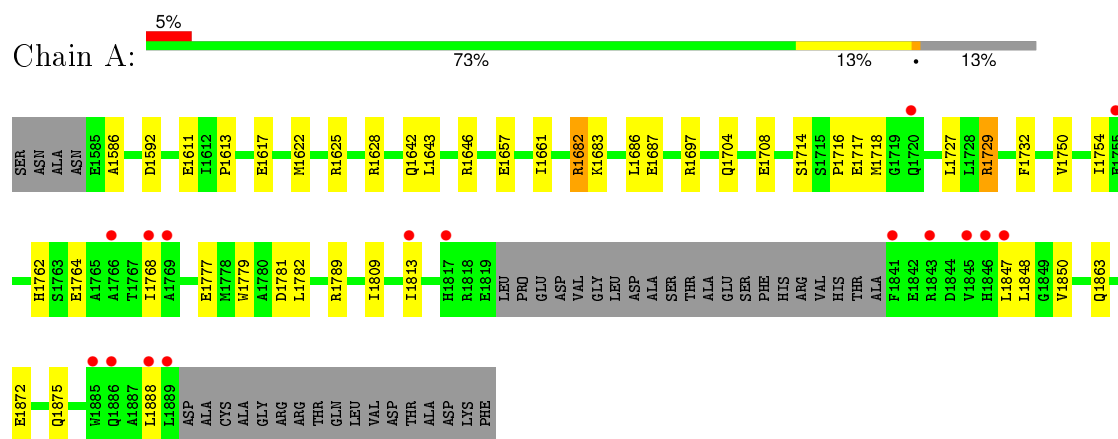 5%
Chain A:
73% 13% • 13%
SER ASN ALA ASN E1585 A1586 D1592 E1611 I1612 P1613 E1617 M1622 R1625 R1628 Q1642 L1643 R1646 E1657 I1661 R1682 K1683 L1686 E1687 R1697 Q1704 E1708 S1714 S1715 P1716 E1717 M1718 G1719 Q1720 L1727 L1728 R1729 F1732 V1750 I1754
H1762 S1763 E1764 A1765 A1766 T1767 I1768 A1769 E1777 M1778 W1779 A1780 D1781 L1782 R1789 I1809 I1813 H1817 R1818 E1819 LEU PRO GLU ASP VAL GLY LEU ASP ALA SER THR ALA GLU SER PHE HIS ARG VAL HIS THR ALA F1841 E1842 R1843 D1844 V1845 H1846 L1847 L1848 G1849 V1850 Q1863
E1872 Q1875 W1885 Q1886 A1887 L1888 L1889 ASP ALA CYS ALA GLY ARG ARG THR GLN LEU VAL ASP THR ALA ASP LYS PHE